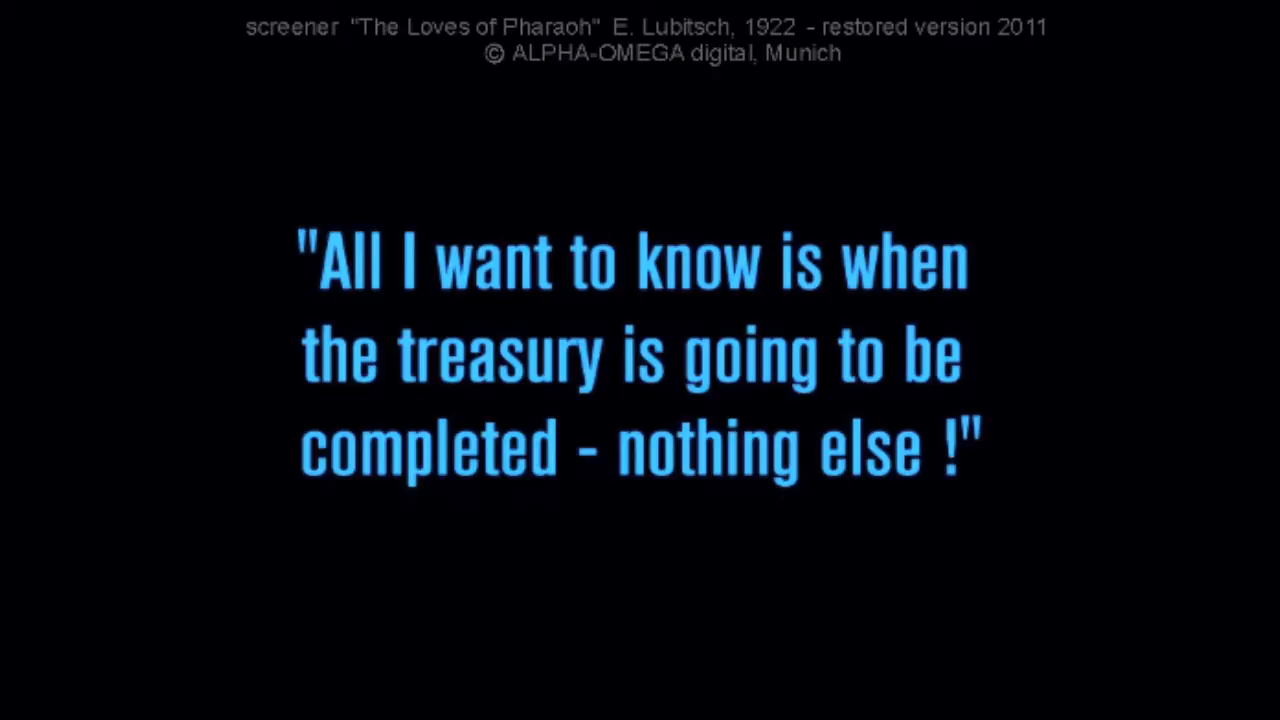 screener "The Loves of Pharaoh" E. Lubitsch, 1922 - restored version 2011
© ALPHA-OMEGA digital, Munich
"All I want to know is when
the treasury is going to be
completed - nothing else !"